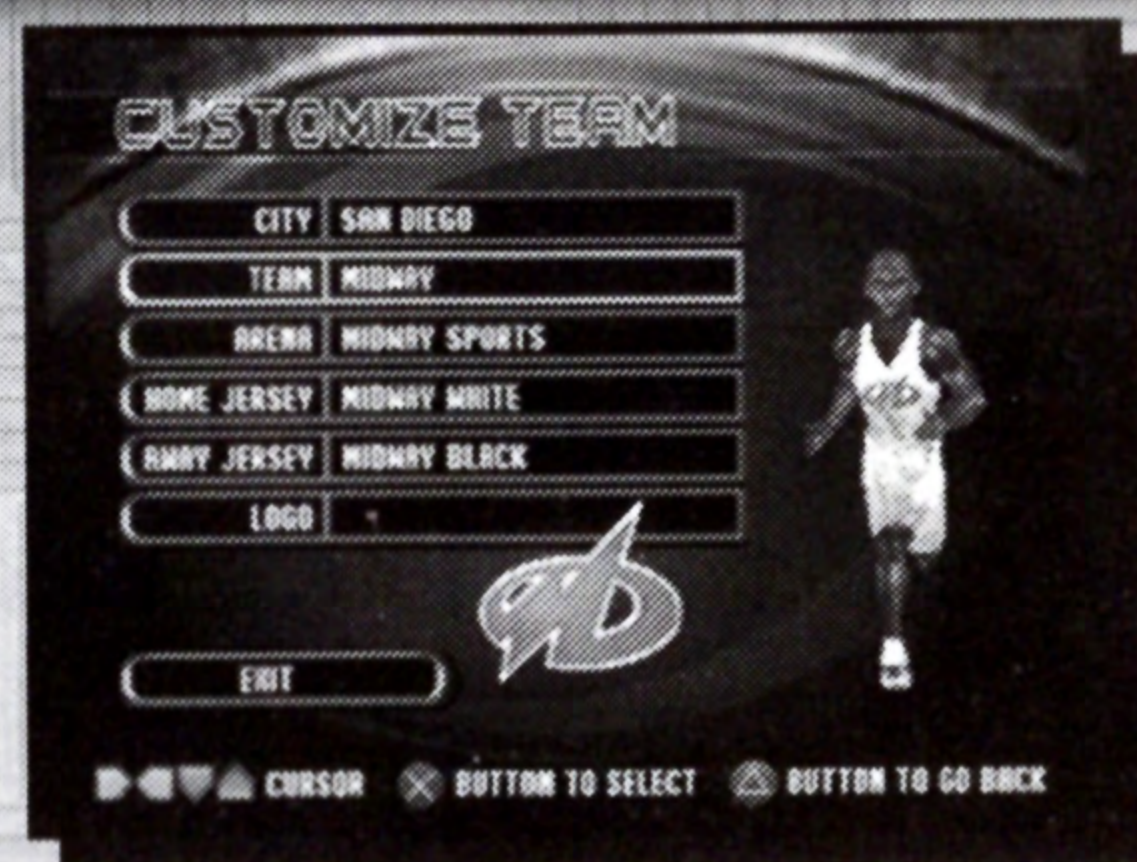 CUSTOMIZE TEAM
CITY SAN DIEGO
TEAM MIDWAY
ARENA MIDWAY SPORTS
HOME JERSEY MIDWAY WHITE
AWAY JERSEY MIDWAY BLACK
LOGO
EXIT
CURSOR BUTTON TO SELECT BUTTON TO GO BACK